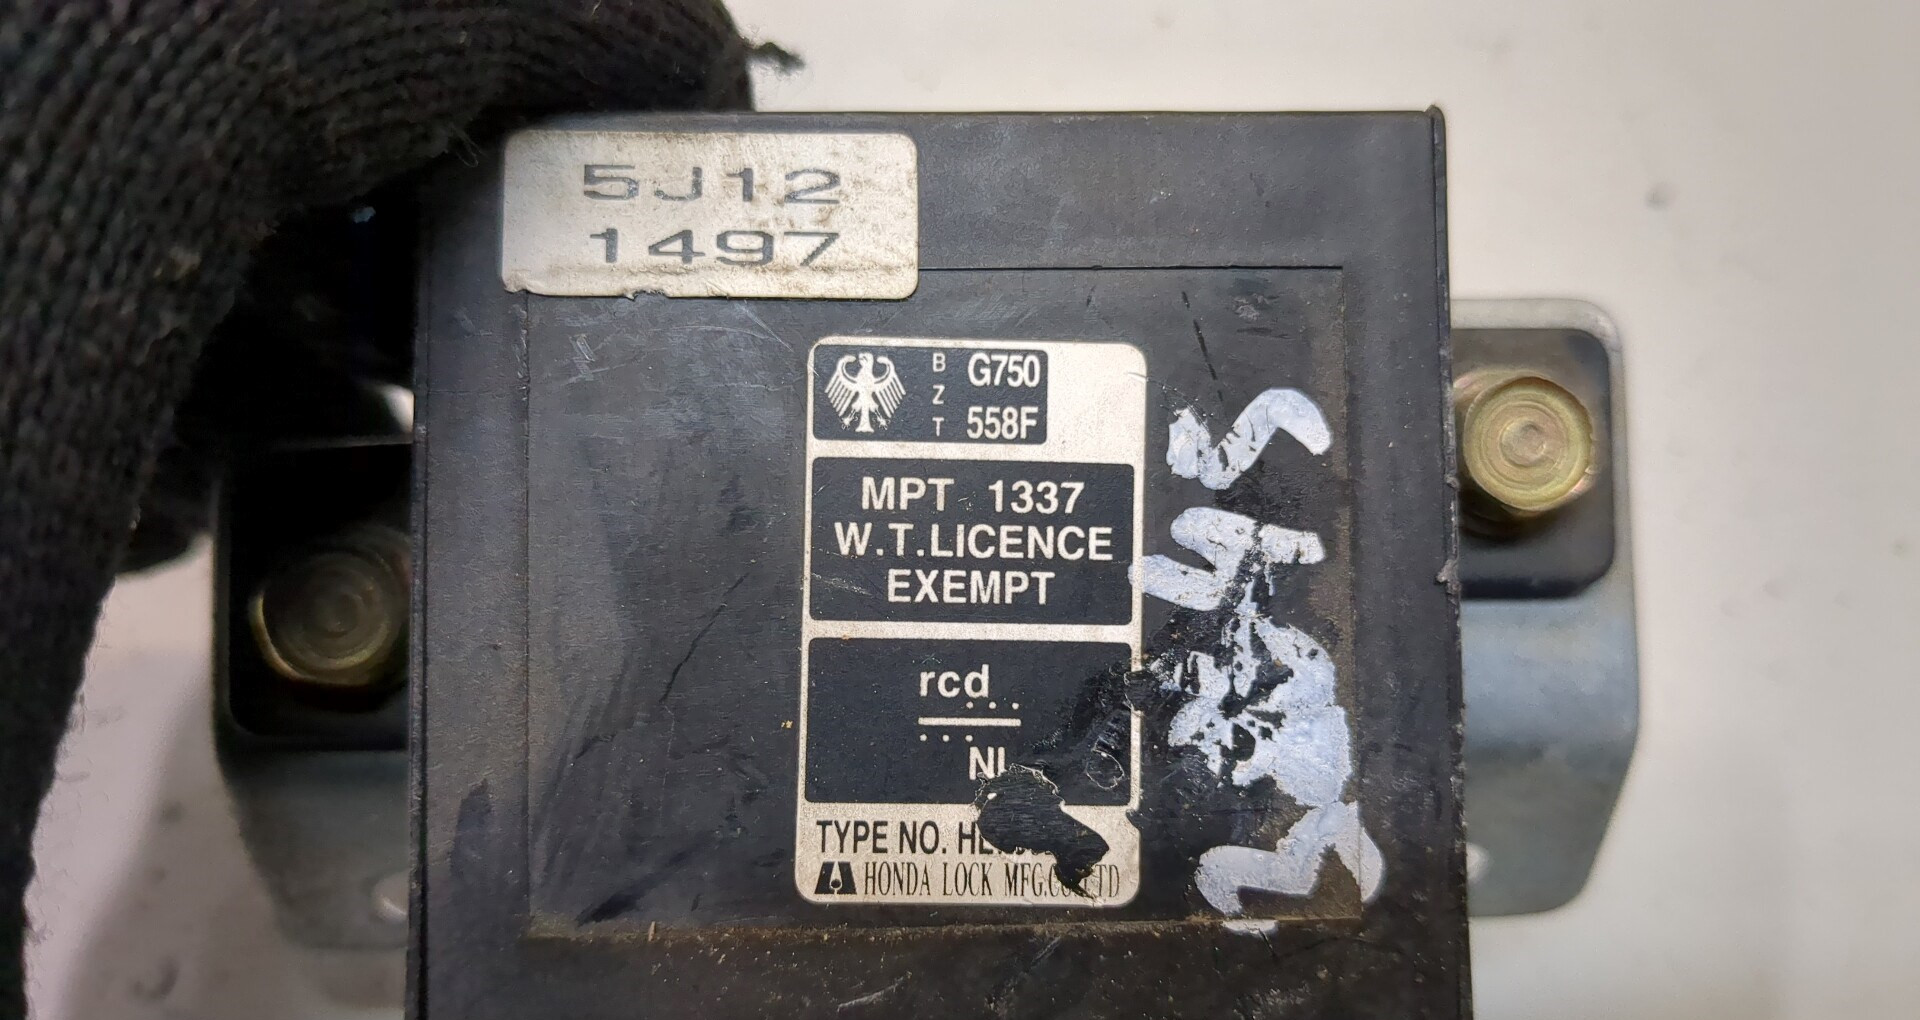 5J12
1497
B Z T
G750
558F
MPT 1337
W.T.LICENCE
EXEMPT
rcd
NL
TYPE NO.
HONDA LOCK MFG.CO.,LTD